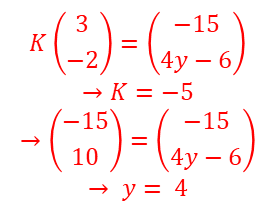 K ( 3 −2 ) = ( −15 4y − 6 )
→ K = −5
→ ( −15 10 ) = ( −15 4y − 6 )
→ y = 4